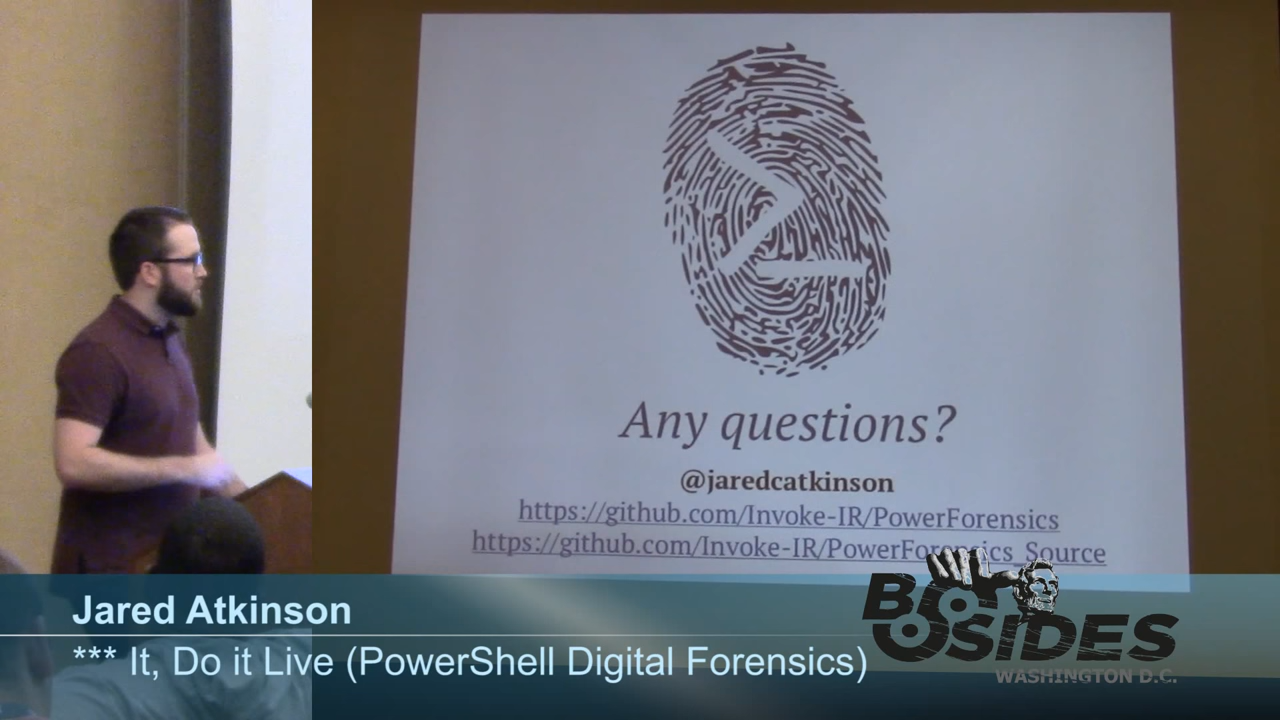 Any questions?
@jaredcatkinson
https://github.com/Invoke-IR/PowerForensics
https://github.com/Invoke-IR/PowerForensics_Source
Jared Atkinson
*** It, Do it Live (PowerShell Digital Forensics)
BSIDES
WASHINGTON D.C.